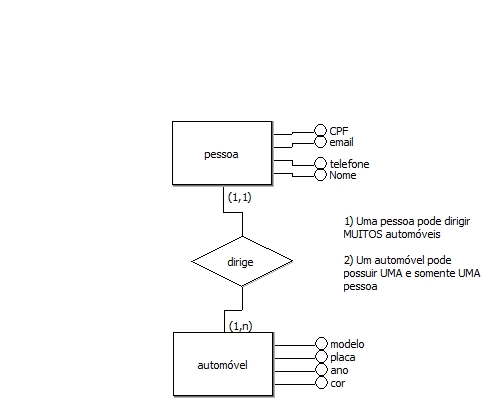 CPF
email
pessoa
telefone
Nome
(1,1)
1) Uma pessoa pode dirigir
MUITOS automóveis
dirige
2) Um automóvel pode
possuir UMA e somente UMA
pessoa
(1,n)
modelo
placa
automóvel
ano
cor